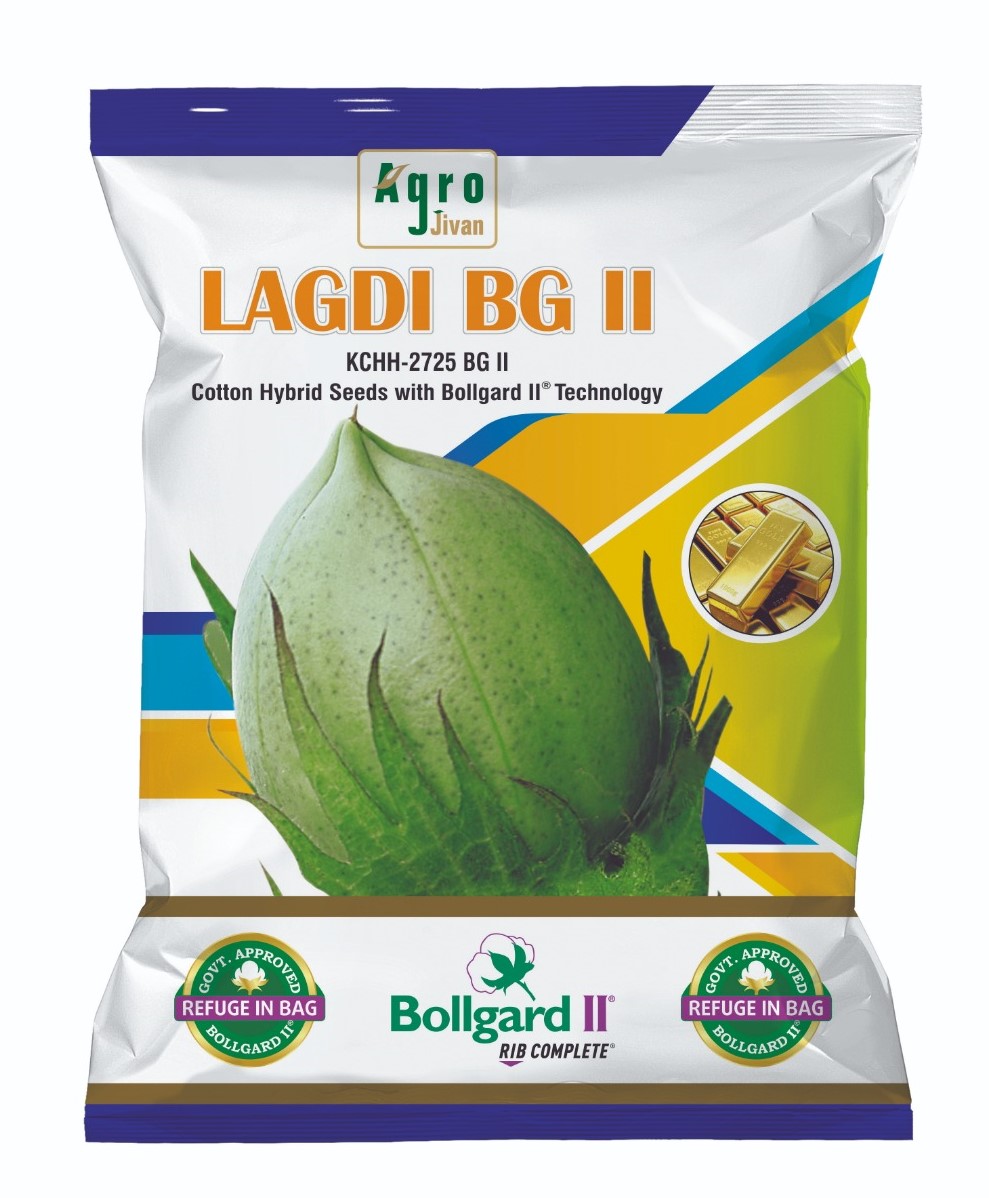 Agro
Jivan
LAGDI BG II
KCHH-2725 BG II
Cotton Hybrid Seeds with Bollgard II® Technology
GOVT. APPROVED
REFUGE IN BAG
BOLLGARD II®
Bollgard II®
RIB COMPLETE®
GOVT. APPROVED
REFUGE IN BAG
BOLLGARD II®